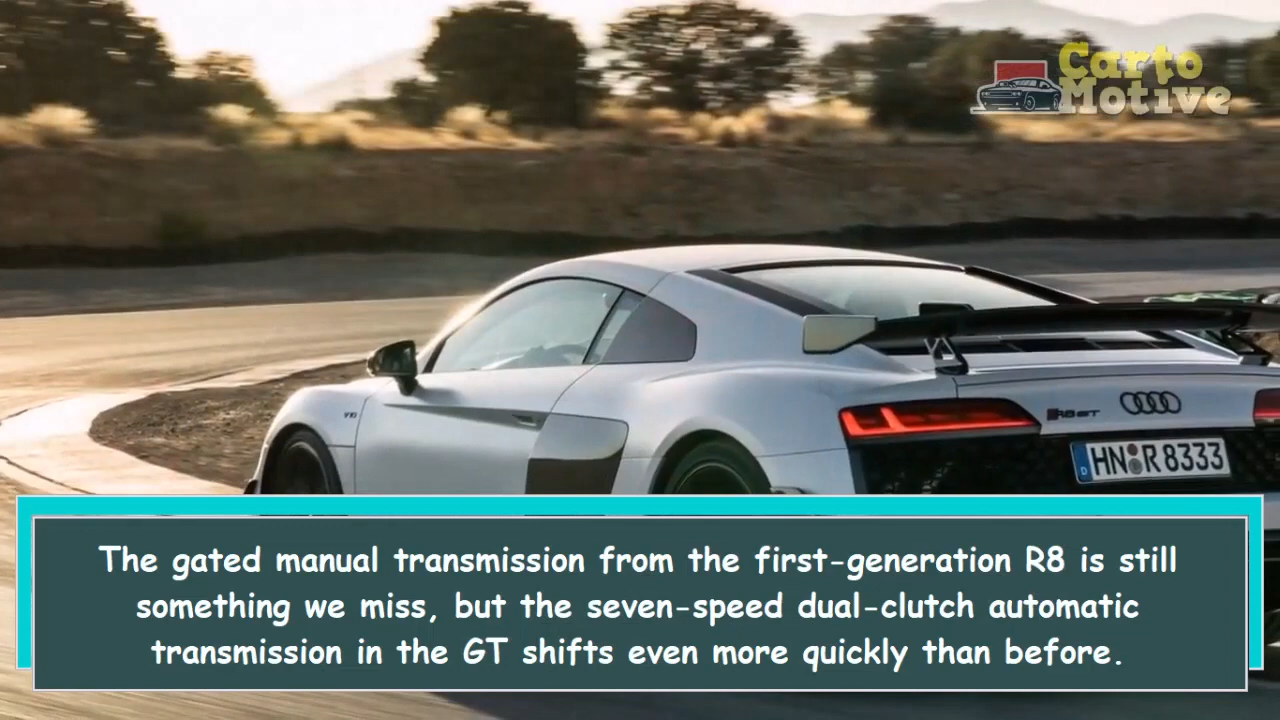 Carto
Motive
V10
R8 GT
HN R 8333
D
The gated manual transmission from the first-generation R8 is still
something we miss, but the seven-speed dual-clutch automatic
transmission in the GT shifts even more quickly than before.